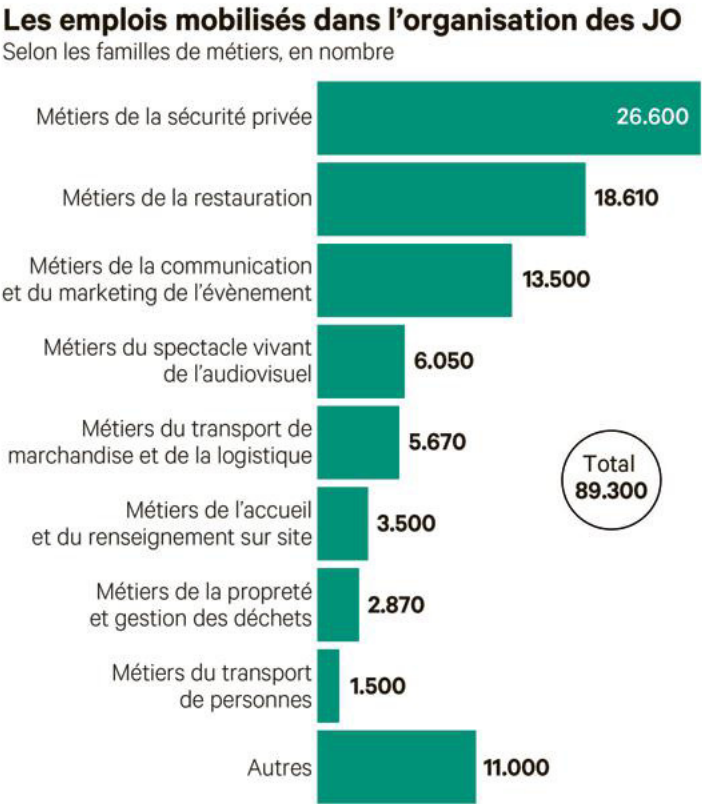 Les emplois mobilisés dans l'organisation des JO
Selon les familles de métiers, en nombre
Métiers de la sécurité privée
26.600
Métiers de la restauration
18.610
Métiers de la communication
et du marketing de l'évènement
13.500
Métiers du spectacle vivant
de l'audiovisuel
6.050
Métiers du transport de
marchandise et de la logistique
5.670
Métiers de l'accueil
et du renseignement sur site
3.500
Métiers de la propreté
et gestion des déchets
2.870
Métiers du transport
de personnes
1.500
Autres
11.000
Total
89.300